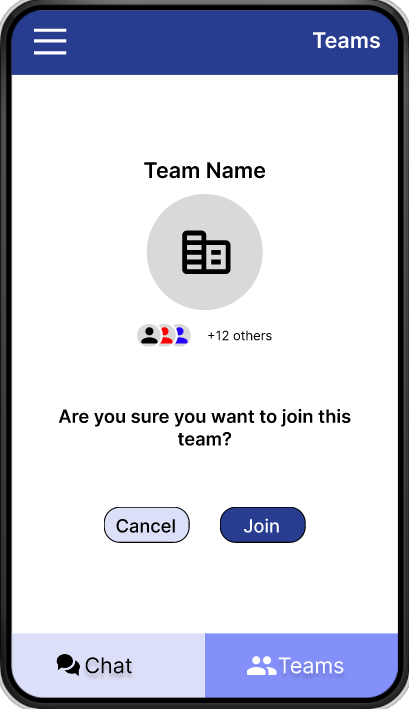 Teams
Team Name
+12 others
Are you sure you want to join this
team?
Cancel
Join
Chat
Teams